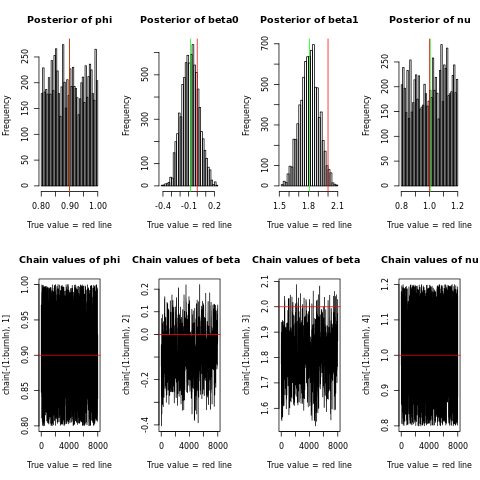 Posterior of phi
Posterior of beta0
Posterior of beta1
Posterior of nu
Frequency
0 50 100 150 200 250
0.80 0.90 1.00
True value = red line
Frequency
0 100 300 500
-0.4 -0.1 0.2
True value = red line
Frequency
0 100 300 500 700
1.5 1.8 2.1
True value = red line
Frequency
0 50 100 150 200 250
0.8 1.0 1.2
True value = red line
Chain values of phi
Chain values of beta
Chain values of beta
Chain values of nu
chain[-(1:burnIn), 1]
0.80 0.85 0.90 0.95 1.00
0 4000 8000
True value = red line
chain[-(1:burnIn), 2]
-0.4 -0.2 0.0 0.1 0.2
0 4000 8000
True value = red line
chain[-(1:burnIn), 3]
1.6 1.7 1.8 1.9 2.0 2.1
0 4000 8000
True value = red line
chain[-(1:burnIn), 4]
0.8 0.9 1.0 1.1 1.2
0 4000 8000
True value = red line